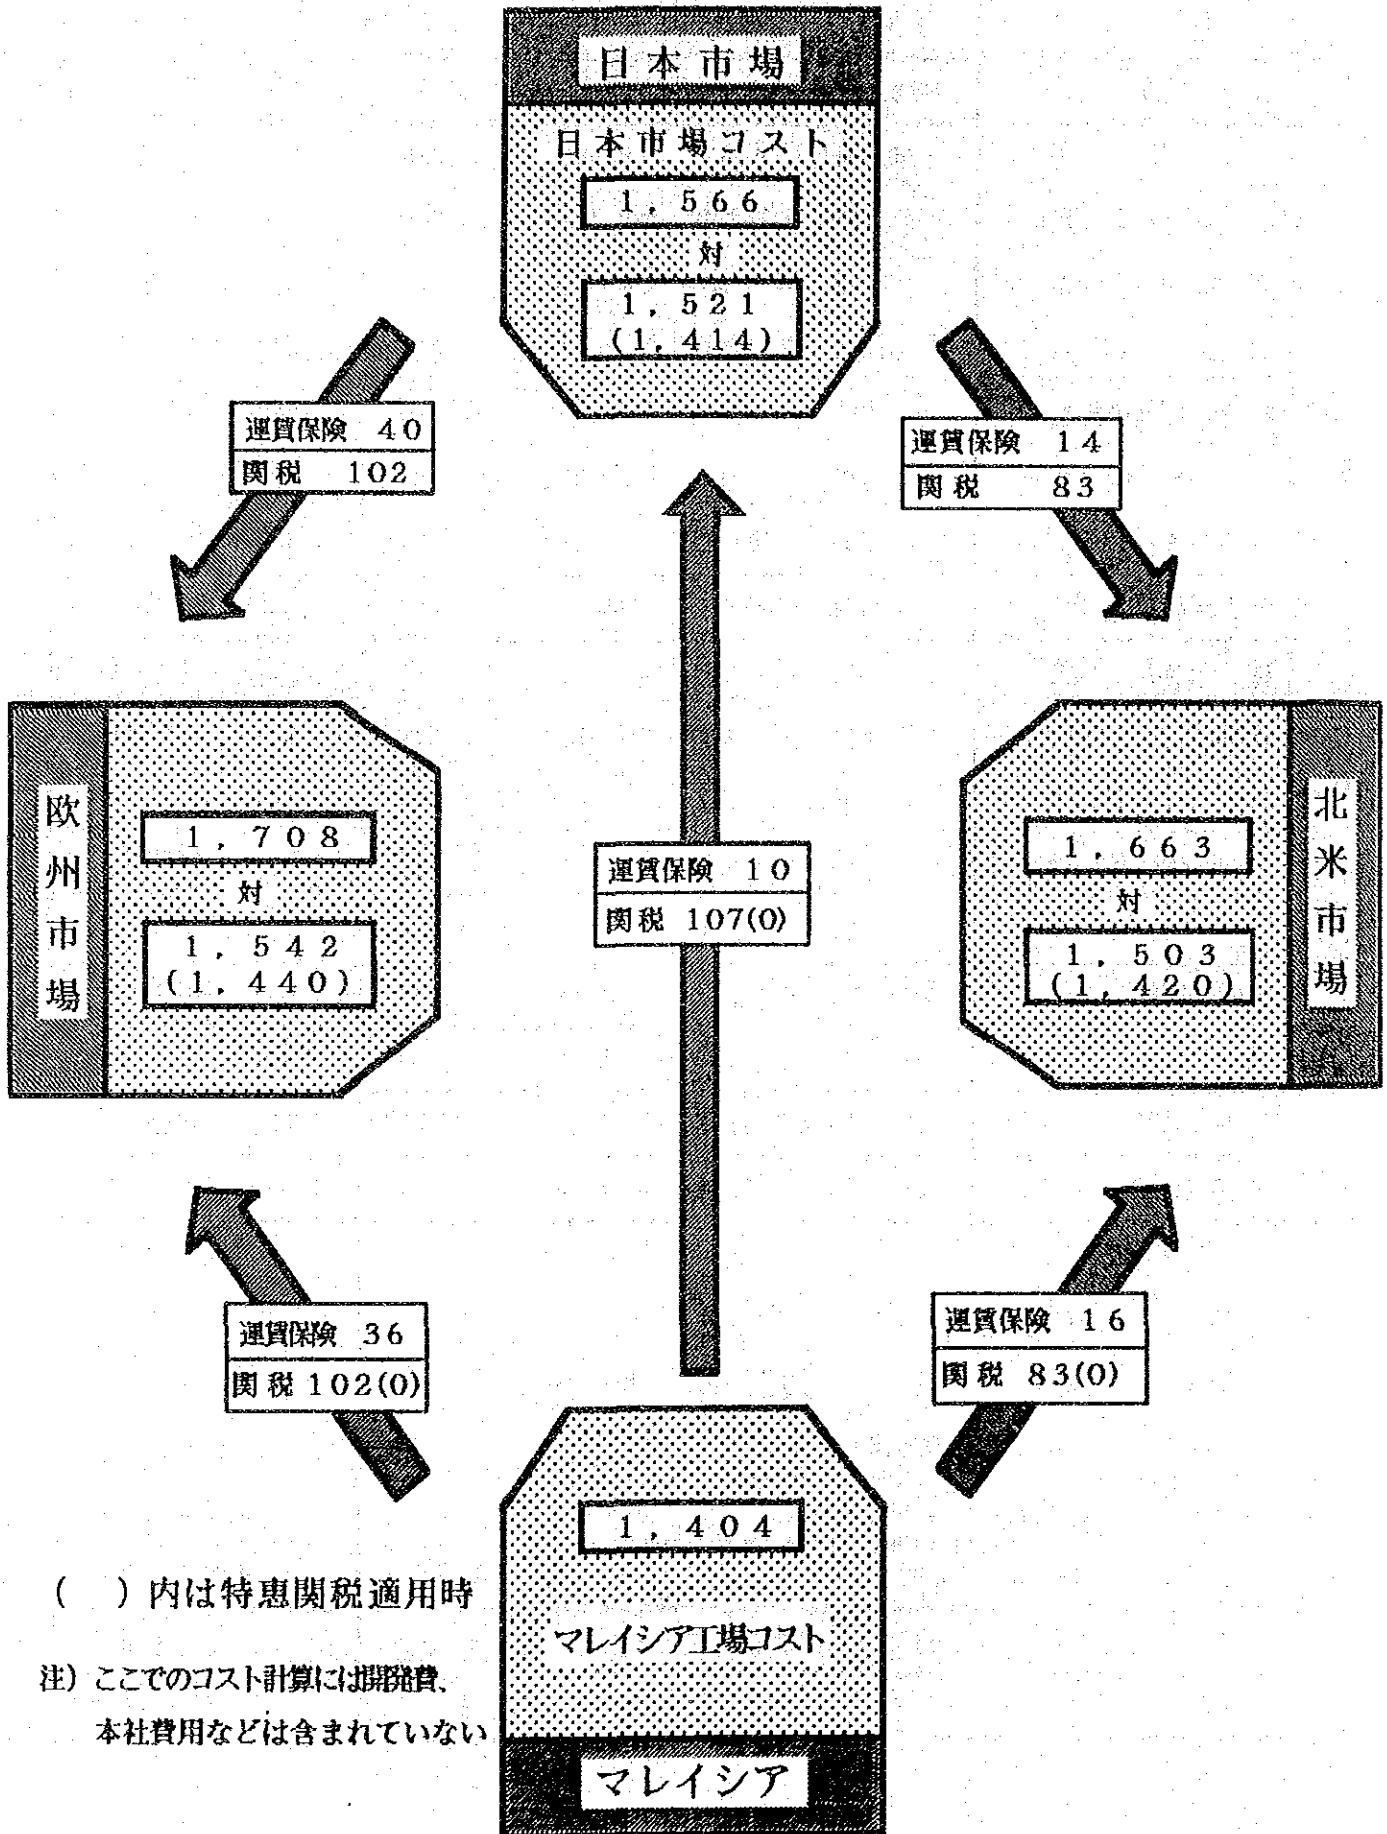 日本市場
日本市場コスト
1,566
対
1,521
(1,414)
運賃保険 40
関税 102
運賃保険 14
関税 83
欧州市場
1,708
対
1,542
(1,440)
運賃保険 10
関税 107(0)
北米市場
1,663
対
1,503
(1,420)
運賃保険 36
関税 102(0)
運賃保険 16
関税 83(0)
1,404
マレイシア工場コスト
マレイシア
( )内は特恵関税適用時
注)ここでのコスト計算には開発費、
本社費用などは含まれていない